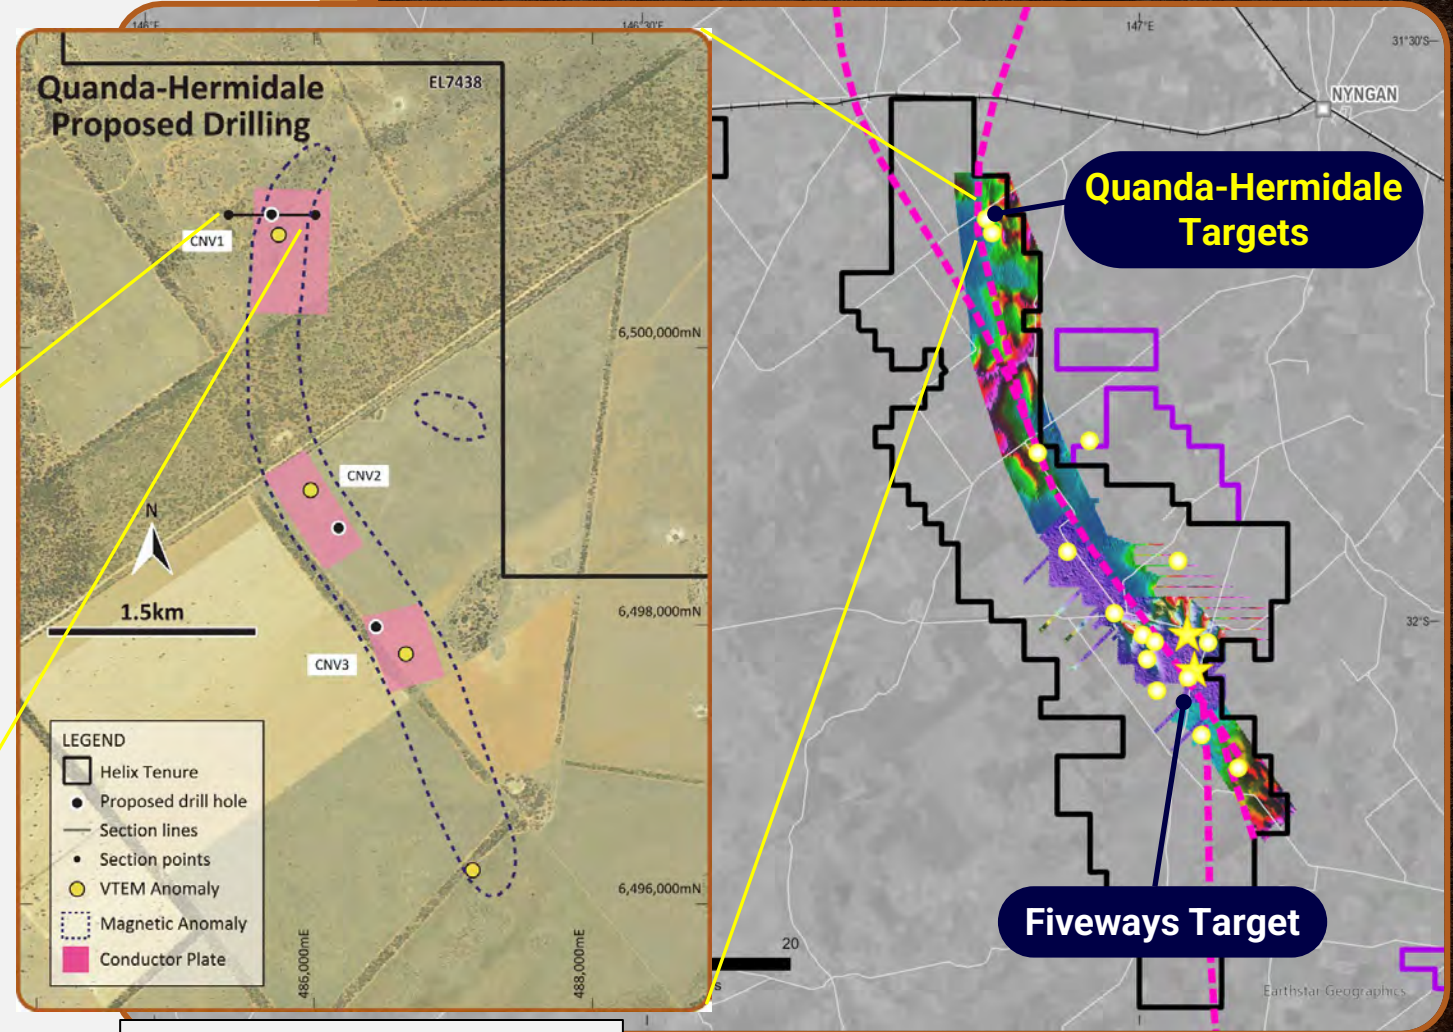 146°E
146°30'E
147°E
31°30'S
Quanda-Hermidale
Proposed Drilling
EL7438
NYNGAN
Quanda-Hermidale
Targets
CNV1
6,500,000mN
CNV2
N
1.5km
6,498,000mN
32°S
CNV3
LEGEND
Helix Tenure
Proposed drill hole
Section lines
Section points
VTEM Anomaly
Magnetic Anomaly
Conductor Plate
6,496,000mN
486,000mE
488,000mE
Fiveways Target
20
s
Earthstar Geographics